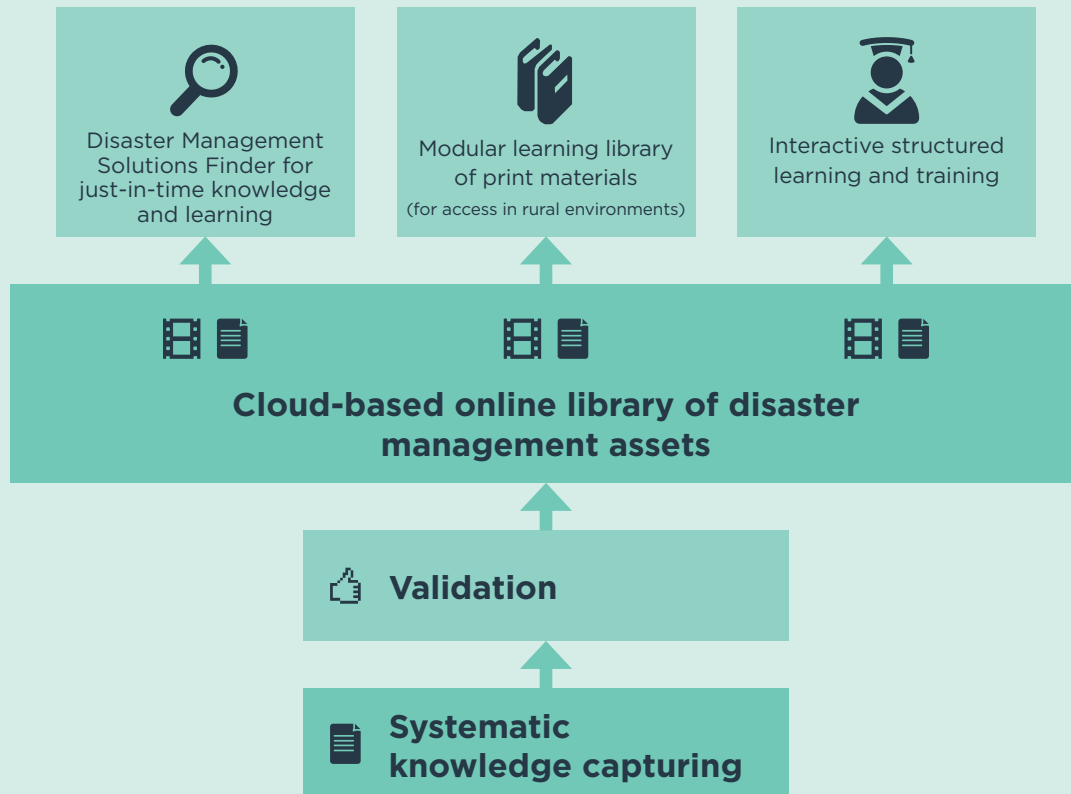 Disaster Management
Solutions Finder for
just-in-time knowledge
and learning
Modular learning library
of print materials
(for access in rural environments)
Interactive structured
learning and training
Cloud-based online library of disaster
management assets
Validation
Systematic
knowledge capturing